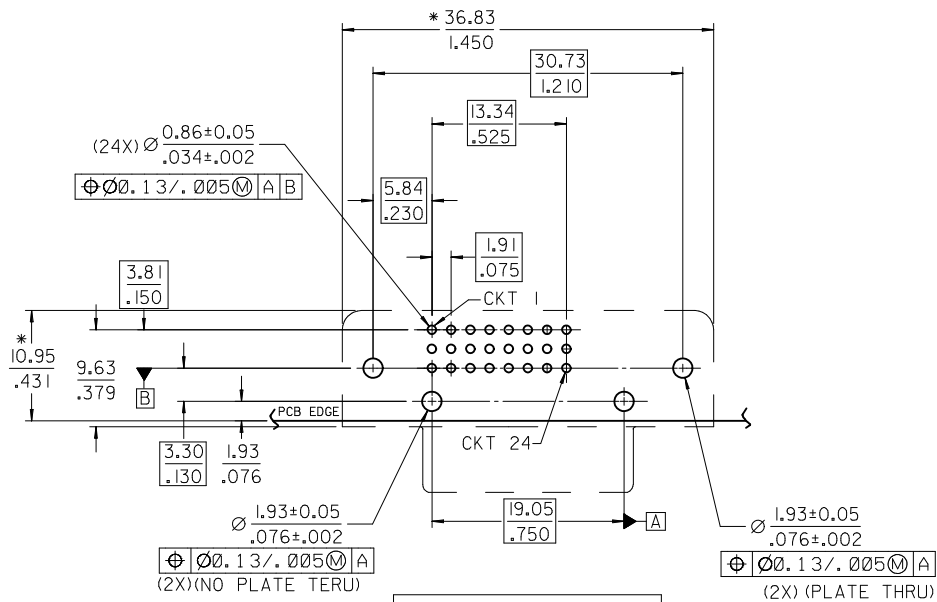 * 36.83
1.450
30.73
1.210
13.34
.525
(24X) Ø 0.86±0.05
.034±.002
⌖ Ø0.13/.005Ⓜ A B
5.84
.230
1.91
.075
3.81
.150
CKT 1
*
10.95
.431
9.63
.379
B
PCB EDGE
3.30
.130
1.93
.076
CKT 24
19.05
.750
A
Ø 1.93±0.05
.076±.002
⌖ Ø0.13/.005Ⓜ A
(2X)(NO PLATE TERU)
Ø 1.93±0.05
.076±.002
⌖ Ø0.13/.005Ⓜ A
(2X) (PLATE THRU)